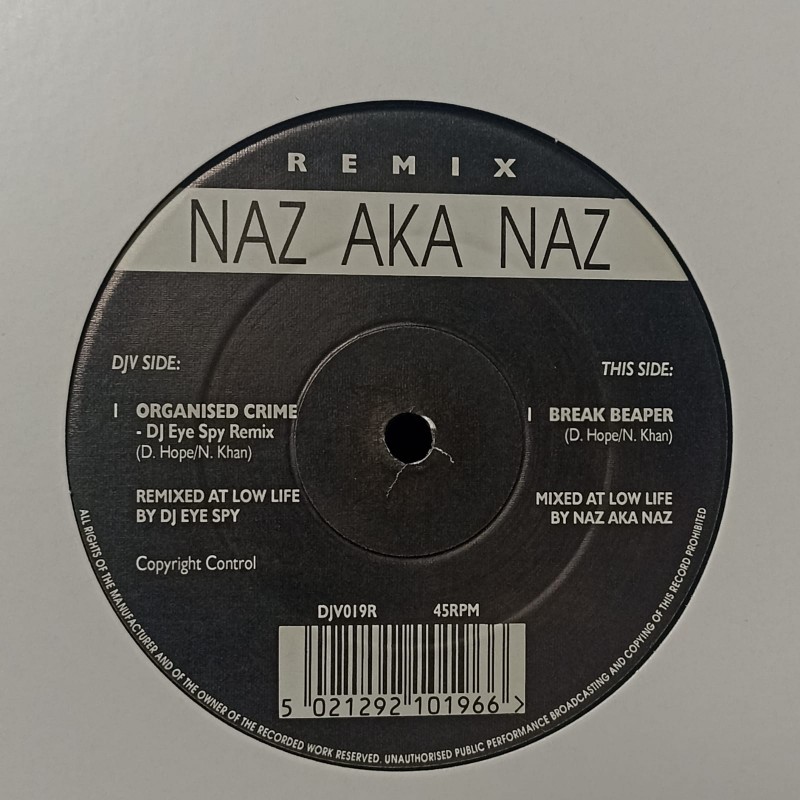 REMIX
NAZ AKA NAZ
DJV SIDE:
1 ORGANISED CRIME
- DJ Eye Spy Remix
(D. Hope/N. Khan)
REMIXED AT LOW LIFE
BY DJ EYE SPY
Copyright Control
THIS SIDE:
1 BREAK BEAPER
(D. Hope/N. Khan)
MIXED AT LOW LIFE
BY NAZ AKA NAZ
DJV019R 45RPM
5 021292 101966 >
ALL RIGHTS OF THE MANUFACTURER AND OF THE OWNER OF THE RECORDED WORK RESERVED. UNAUTHORISED PUBLIC PERFORMANCE BROADCASTING AND COPYING OF THIS RECORD PROHIBITED